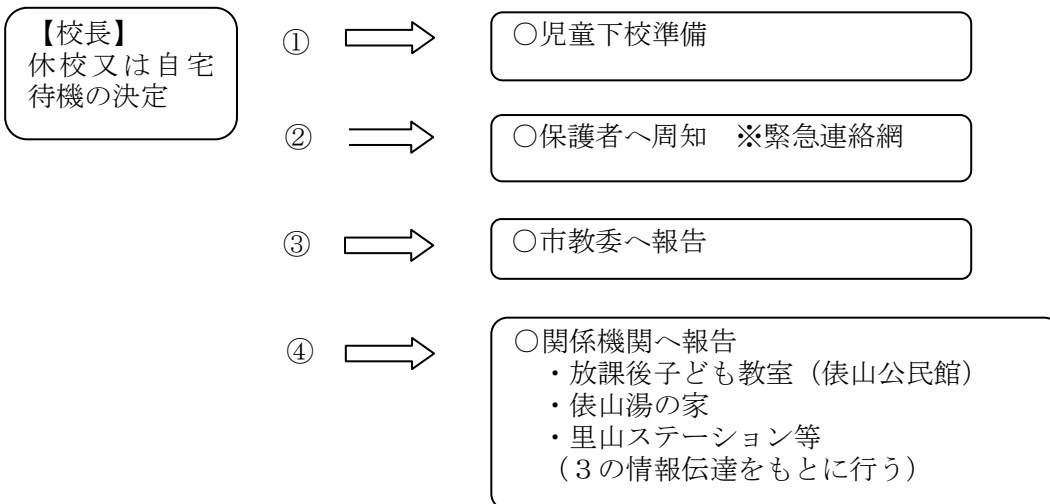 【校長】
休校又は自宅
待機の決定
①
○児童下校準備
②
○保護者へ周知　※緊急連絡網
③
○市教委へ報告
④
○関係機関へ報告
・放課後子ども教室（俵山公民館）
・俵山湯の家
・里山ステーション等
（３の情報伝達をもとに行う）